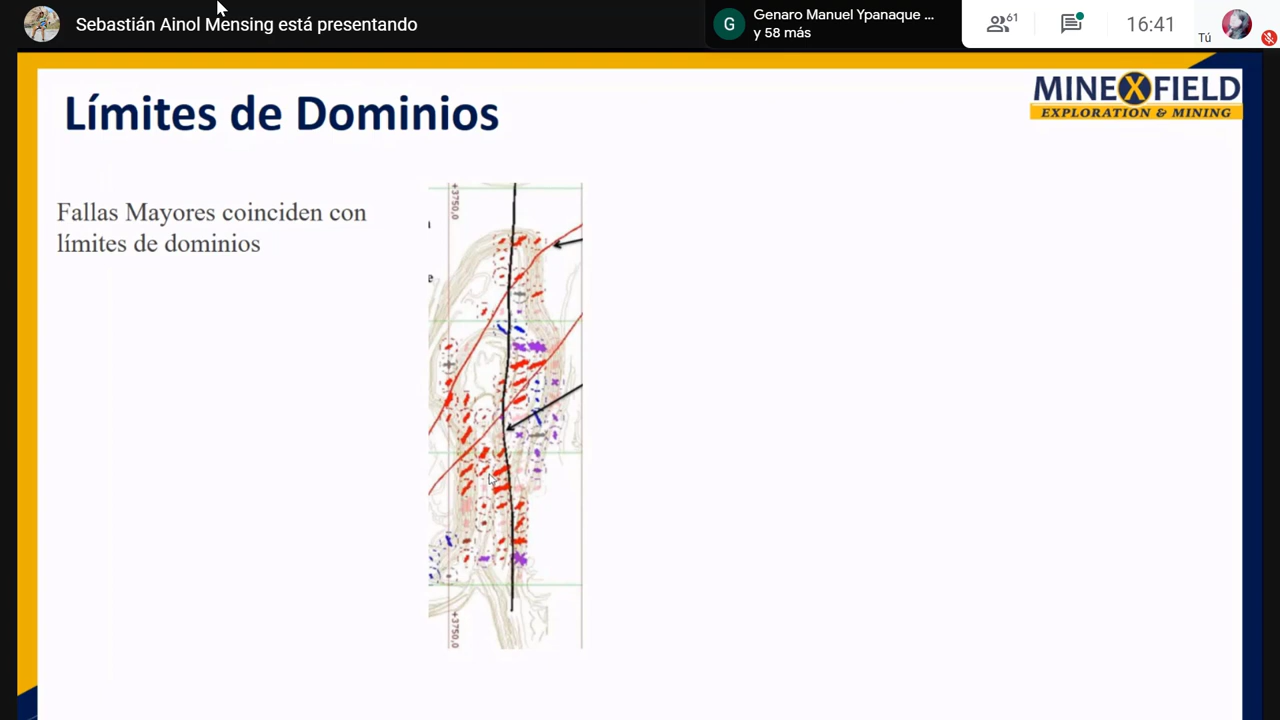 Sebastián Ainol Mensing está presentando
G
Genaro Manuel Ypanaque ...
y 58 más
61
16:41
Tú
Límites de Dominios
MINEXFIELD
EXPLORATION & MINING
Fallas Mayores coinciden con
límites de dominios
+3750,0
e
+3750,0